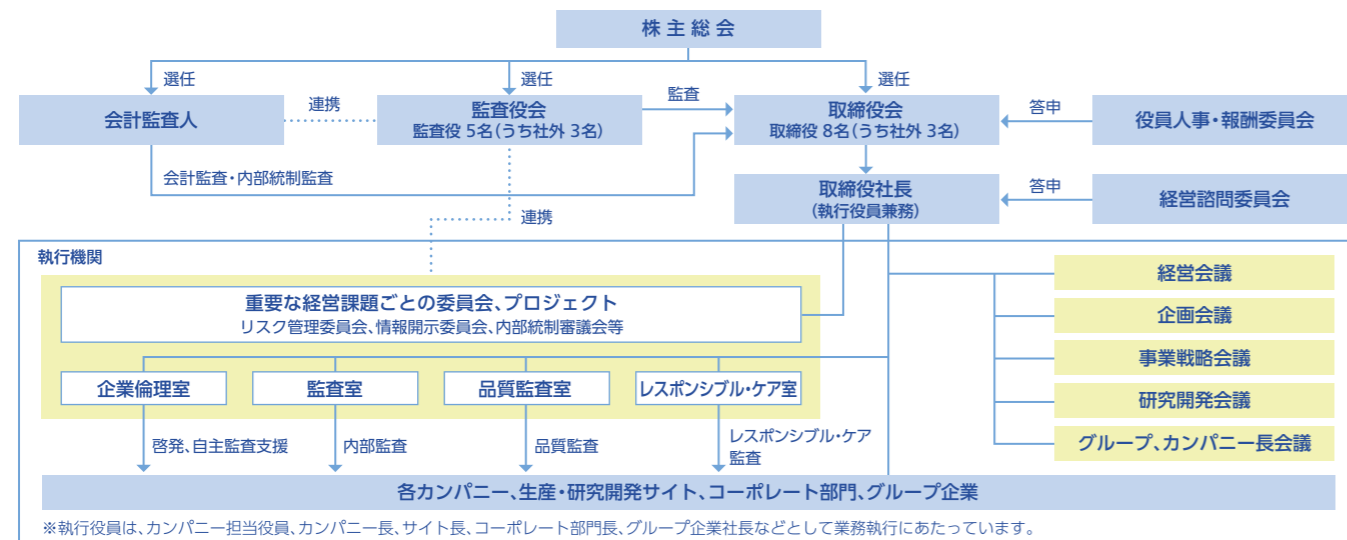 株主総会
選任
選任
選任
会計監査人
連携
監査役会
監査役 5名(うち社外 3名)
監査
取締役会
取締役 8名(うち社外 3名)
答申
役員人事・報酬委員会
会計監査・内部統制監査
取締役社長
(執行役員兼務)
答申
経営諮問委員会
連携
執行機関
重要な経営課題ごとの委員会、プロジェクト
リスク管理委員会、情報開示委員会、内部統制審議会等
経営会議
企画会議
事業戦略会議
研究開発会議
グループ、カンパニー長会議
企業倫理室
監査室
品質監査室
レスポンシブル・ケア室
啓発、自主監査支援
内部監査
品質監査
レスポンシブル・ケア
監査
各カンパニー、生産・研究開発サイト、コーポレート部門、グループ企業
※執行役員は、カンパニー担当役員、カンパニー長、サイト長、コーポレート部門長、グループ企業社長などとして業務執行にあたっています。